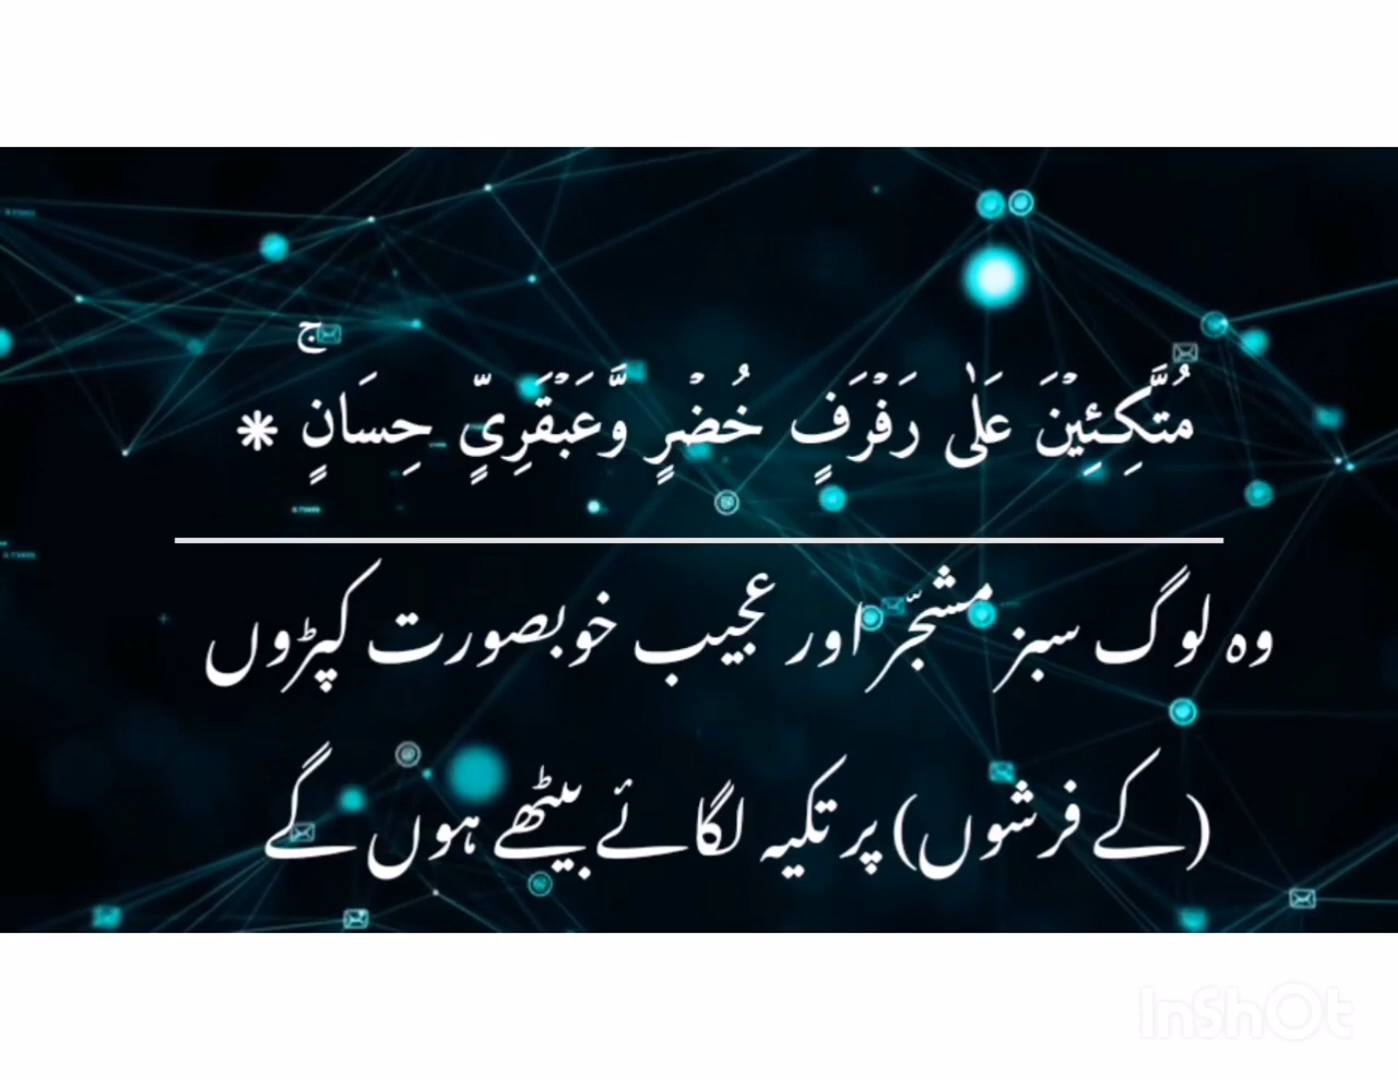 مُتَّكِـِٕيْنَ عَلٰى رَفْرَفٍ خُضْرٍ وَّعَبْقَرِيٍّ حِسَانٍ ۚ
وہ لوگ سبز مشجّر اور عجیب خوبصورت کپڑوں
(کے فرشوں) پر تکیہ لگائے بیٹھے ہوں گے
InShOt